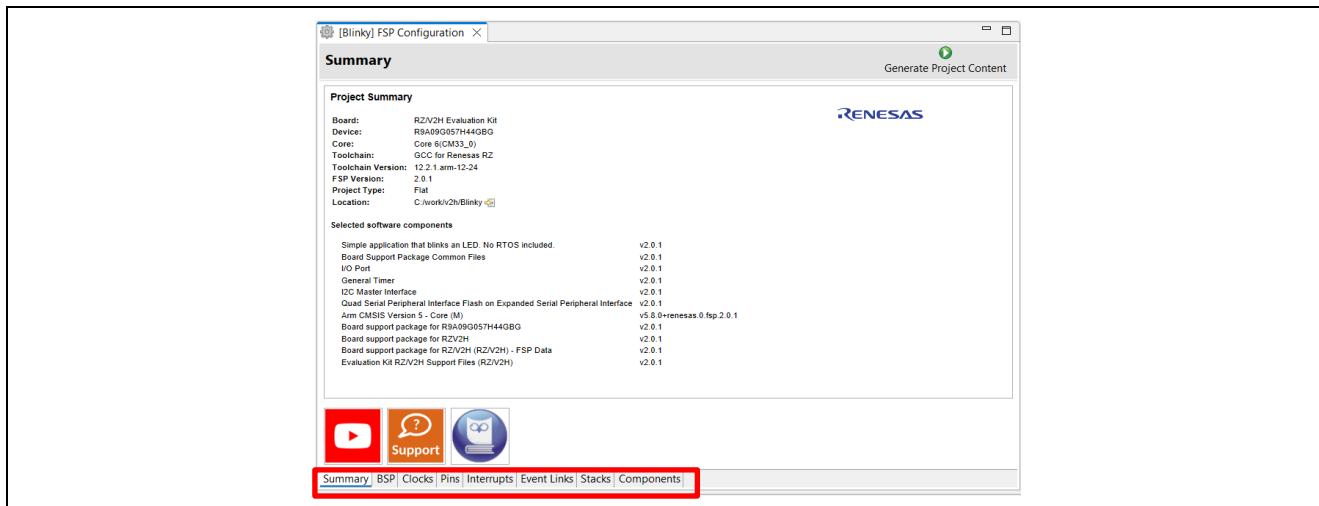 [Blinky] FSP Configuration
Summary
Generate Project Content
Project Summary
RENESAS
Board: RZ/V2H Evaluation Kit
Device: R9A09G057H44GBG
Core: Core 6(CM33_0)
Toolchain: GCC for Renesas RZ
Toolchain Version: 12.2.1.arm-12-24
FSP Version: 2.0.1
Project Type: Flat
Location: C:/work/v2h/Blinky
Selected software components
Simple application that blinks an LED. No RTOS included. v2.0.1
Board Support Package Common Files v2.0.1
I/O Port v2.0.1
General Timer v2.0.1
I2C Master Interface v2.0.1
Quad Serial Peripheral Interface Flash on Expanded Serial Peripheral Interface v2.0.1
Arm CMSIS Version 5 - Core (M) v5.8.0+renesas.0.fsp.2.0.1
Board support package for R9A09G057H44GBG v2.0.1
Board support package for RZV2H v2.0.1
Board support package for RZ/V2H (RZ/V2H) - FSP Data v2.0.1
Evaluation Kit RZ/V2H Support Files (RZ/V2H) v2.0.1
?
Support
Summary BSP Clocks Pins Interrupts Event Links Stacks Components